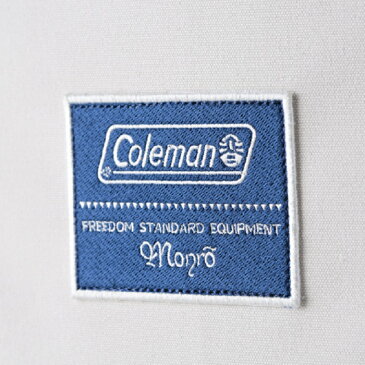 Coleman
FREEDOM STANDARD EQUIPMENT
Monrō